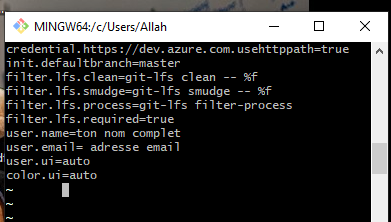 MINGW64:/c/Users/Allah
credential.https://dev.azure.com.usehttppath=true
init.defaultbranch=master
filter.lfs.clean=git-lfs clean -- %f
filter.lfs.smudge=git-lfs smudge -- %f
filter.lfs.process=git-lfs filter-process
filter.lfs.required=true
user.name=ton nom complet
user.email= adresse email
user.ui=auto
color.ui=auto
~
~
~